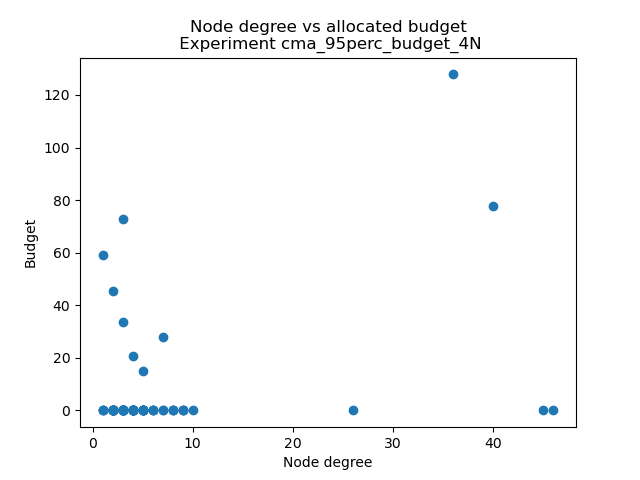 Node degree vs allocated budget
Experiment cma_95perc_budget_4N
120
100
80
60
40
20
0
Budget
0 10 20 30 40
Node degree